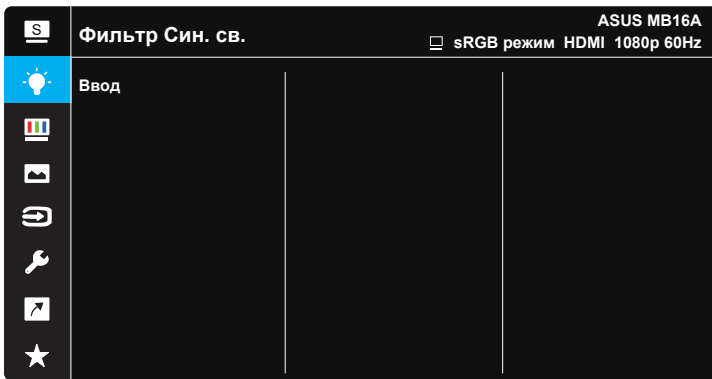 S
ASUS MB16A
Фильтр Син. св.
sRGB режим HDMI 1080p 60Hz
Ввод